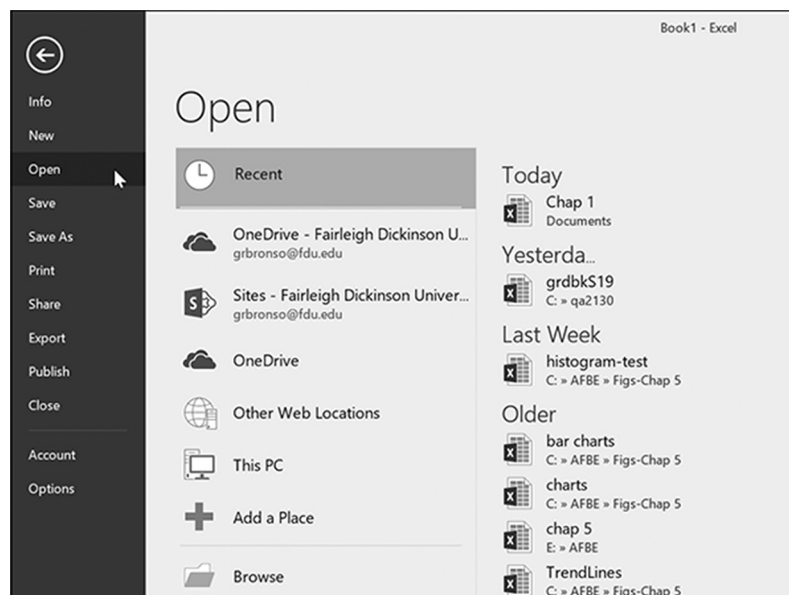 Book1 - Excel
Info
New
Open
Save
Save As
Print
Share
Export
Publish
Close
Account
Options
Open
Recent
OneDrive - Fairleigh Dickinson U...
grbronso@fdu.edu
Sites - Fairleigh Dickinson Univer...
grbronso@fdu.edu
OneDrive
Other Web Locations
This PC
Add a Place
Browse
Today
Chap 1
Documents
Yesterda...
grdbkS19
C: » qa2130
Last Week
histogram-test
C: » AFBE » Figs-Chap 5
Older
bar charts
C: » AFBE » Figs-Chap 5
charts
C: » AFBE » Figs-Chap 5
chap 5
E: » AFBE
TrendLines
C: » AFBE » Figs-Chap 5